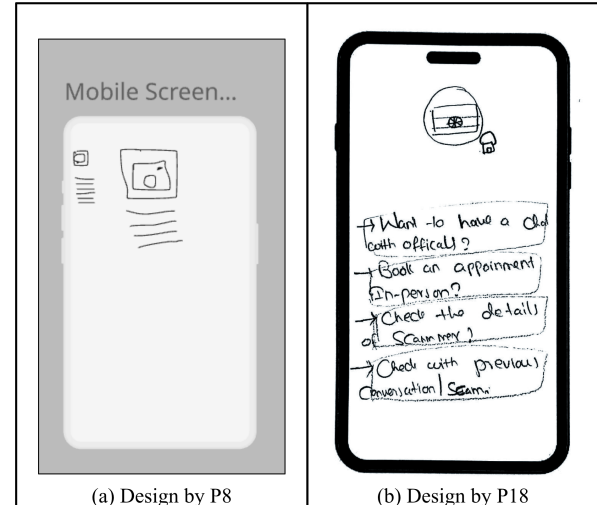 Mobile Screen...
→ Want to have a chat
with officals?
→ Book an appoinment
In-person?
→ Check the details
of Scammer?
→ Check with previous
Conversation | Scam.
(a) Design by P8
(b) Design by P18